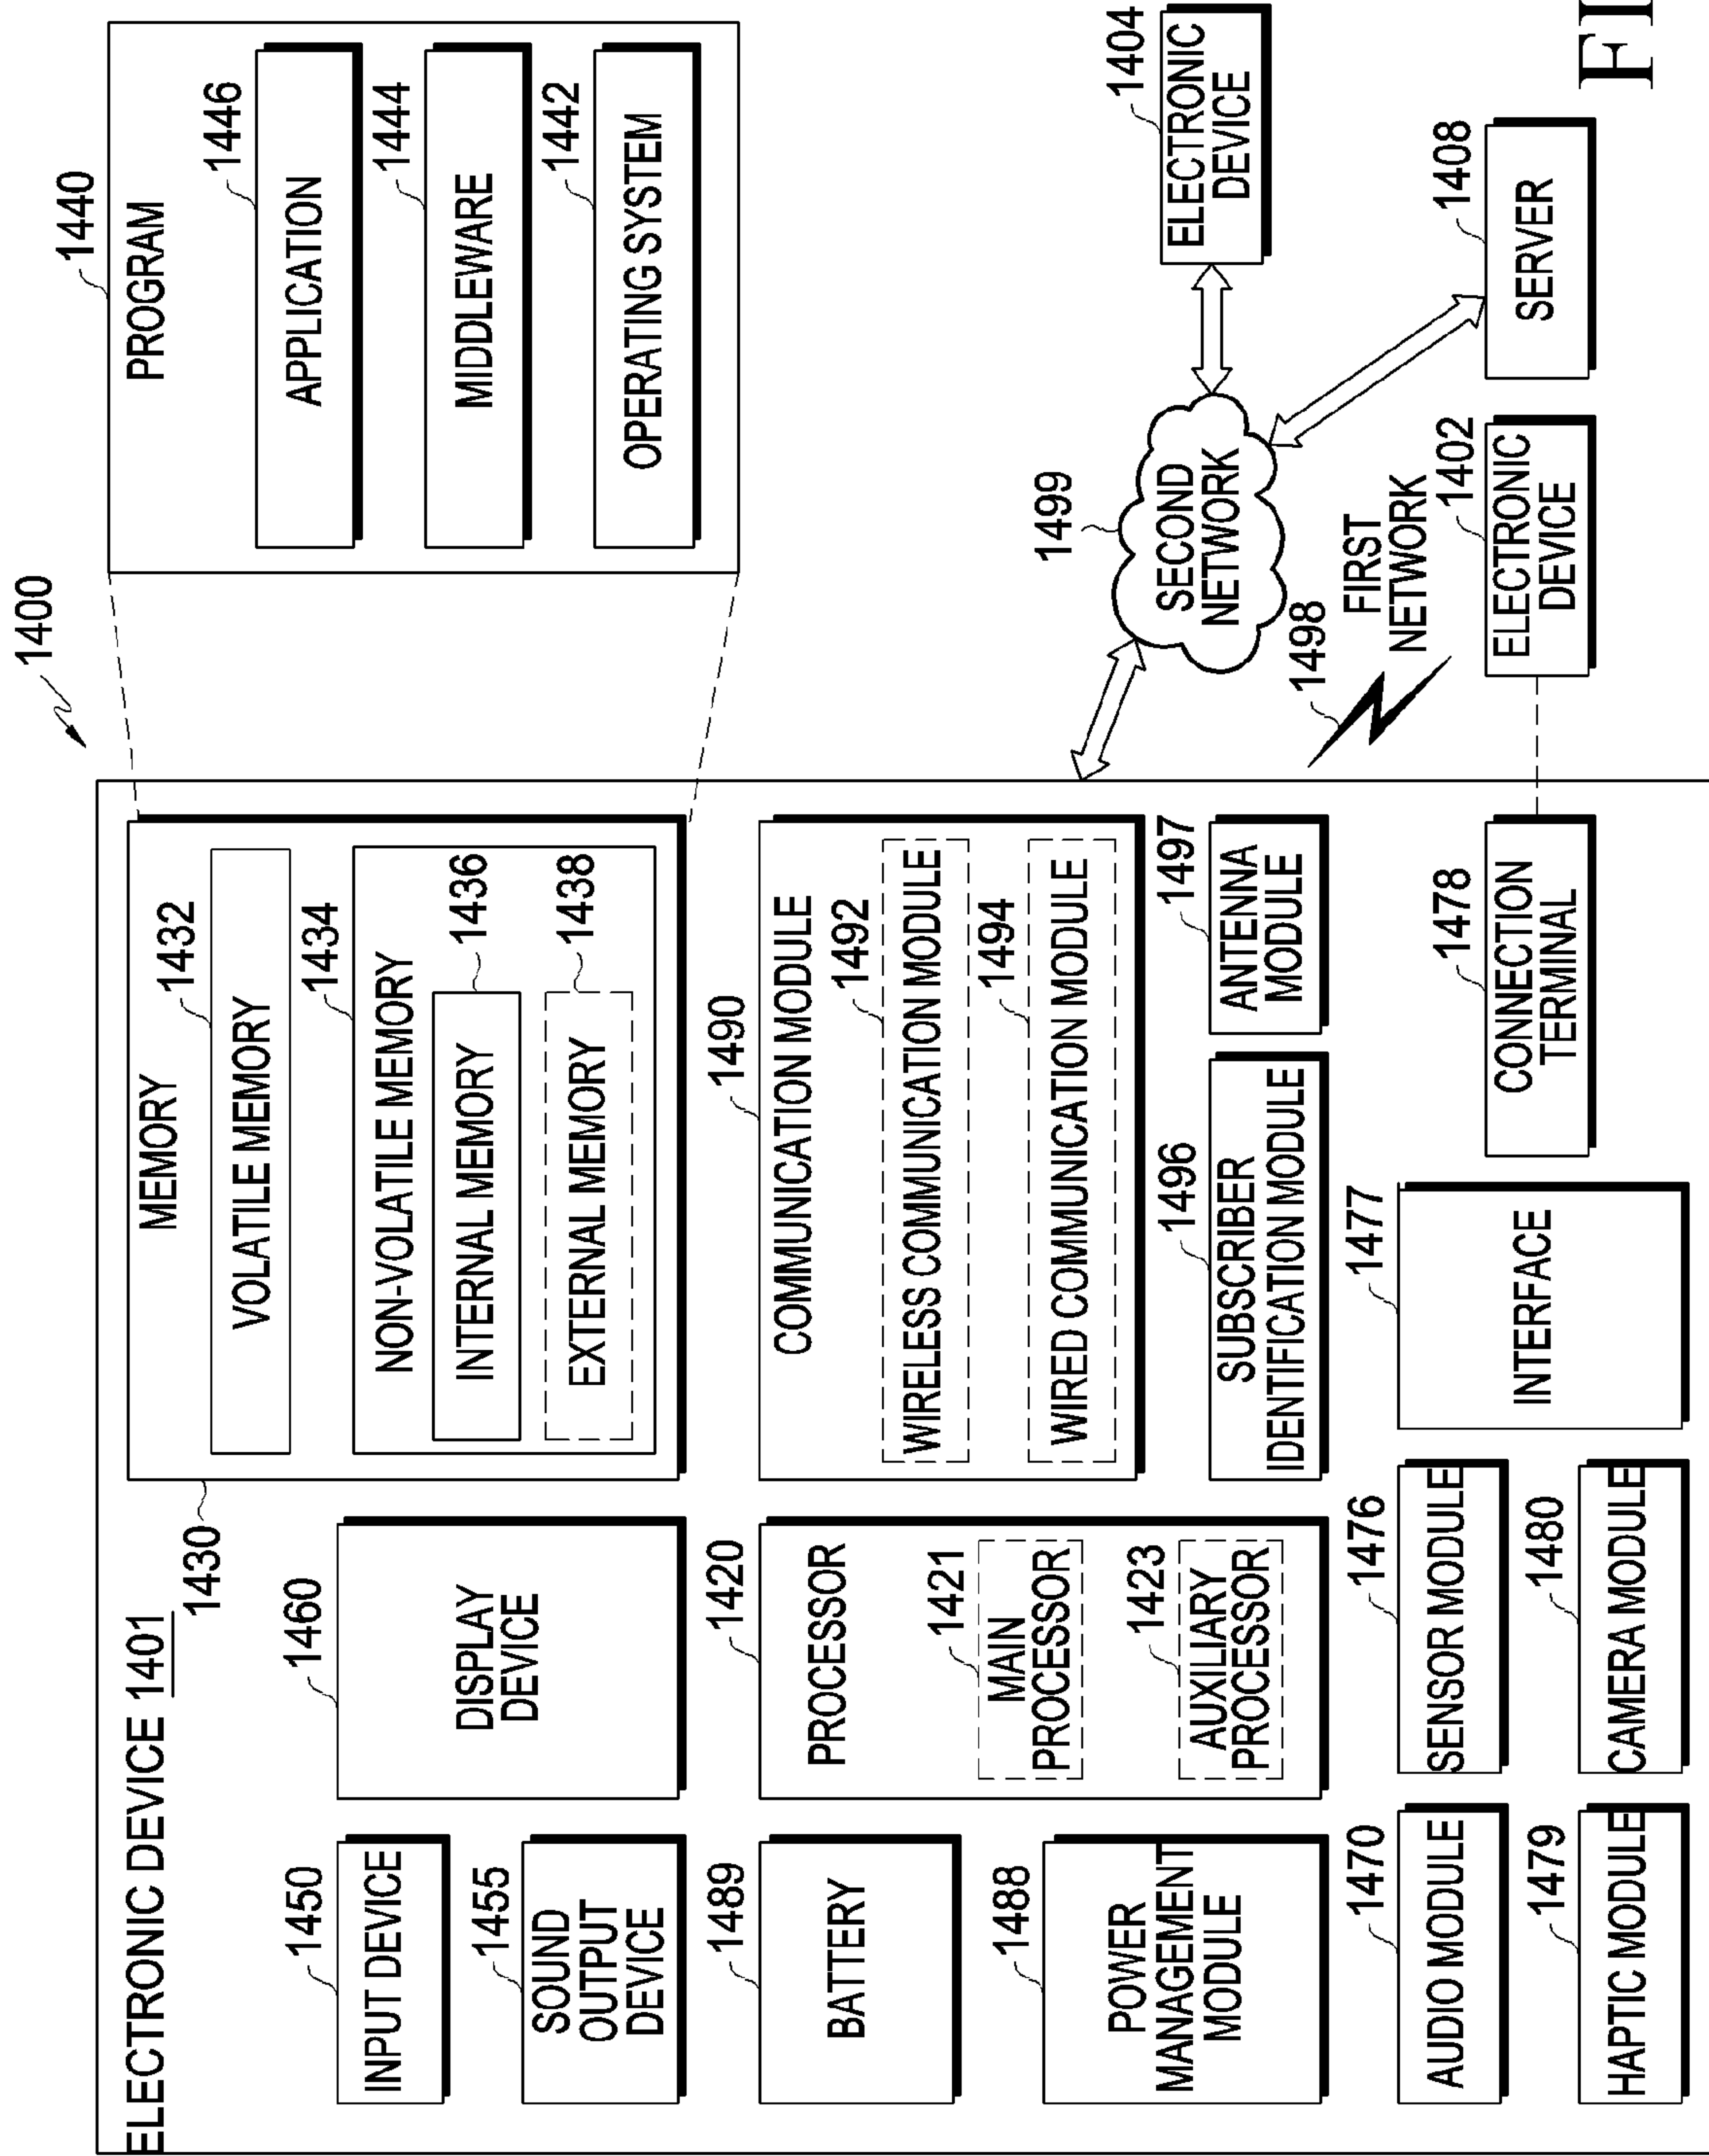 1400
ELECTRONIC DEVICE 1401
1430
MEMORY
1432
VOLATILE MEMORY
1434
NON-VOLATILE MEMORY
1436
INTERNAL MEMORY
1438
EXTERNAL MEMORY
1440
PROGRAM
1446
APPLICATION
1444
MIDDLEWARE
1442
OPERATING SYSTEM
1450
INPUT DEVICE
1455
SOUND
OUTPUT
DEVICE
1460
DISPLAY
DEVICE
1489
BATTERY
1488
POWER
MANAGEMENT
MODULE
1420
PROCESSOR
1421
MAIN
PROCESSOR
1423
AUXILIARY
PROCESSOR
1490
COMMUNICATION MODULE
1492
WIRELESS COMMUNICATION MODULE
1494
WIRED COMMUNICATION MODULE
1496
SUBSCRIBER
IDENTIFICATION MODULE
1497
ANTENNA
MODULE
1499
SECOND
NETWORK
1404
ELECTRONIC
DEVICE
1498
FIRST
NETWORK
1408
SERVER
1402
ELECTRONIC
DEVICE
1470
AUDIO MODULE
1476
SENSOR MODULE
1477
INTERFACE
1478
CONNECTION
TERMINAL
1479
HAPTIC MODULE
1480
CAMERA MODULE